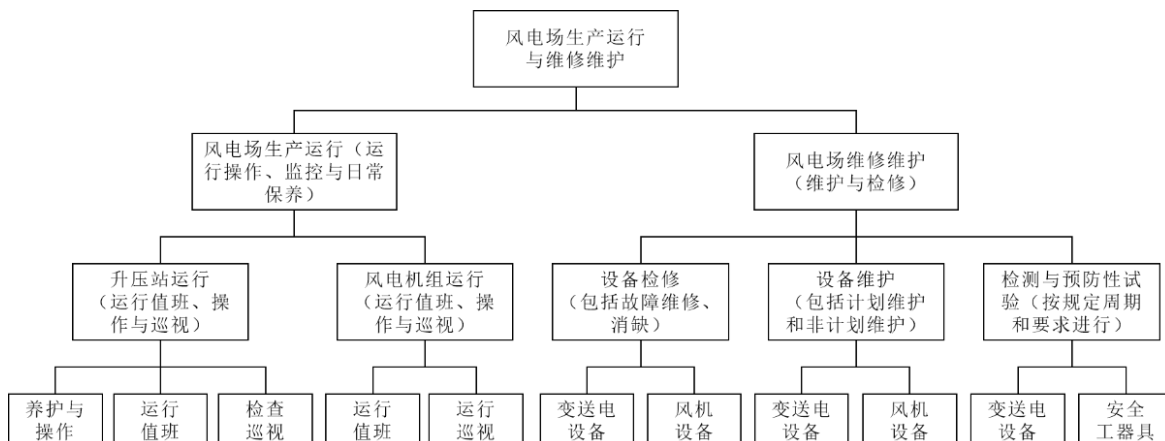 风电场生产运行
与维修维护
风电场生产运行（运
行操作、监控与日常
保养）
风电场维修维护
（维护与检修）
升压站运行
（运行值班、操
作与巡视）
风电机组运行
（运行值班、操
作与巡视）
设备检修
（包括故障维修、
消缺）
设备维护
（包括计划维护
和非计划维护）
检测与预防性试
验（按规定周期
和要求进行）
养护与
操作
运行
值班
检查
巡视
运行
值班
运行
巡视
变送电
设备
风机
设备
变送电
设备
风机
设备
变送电
设备
安全
工器具